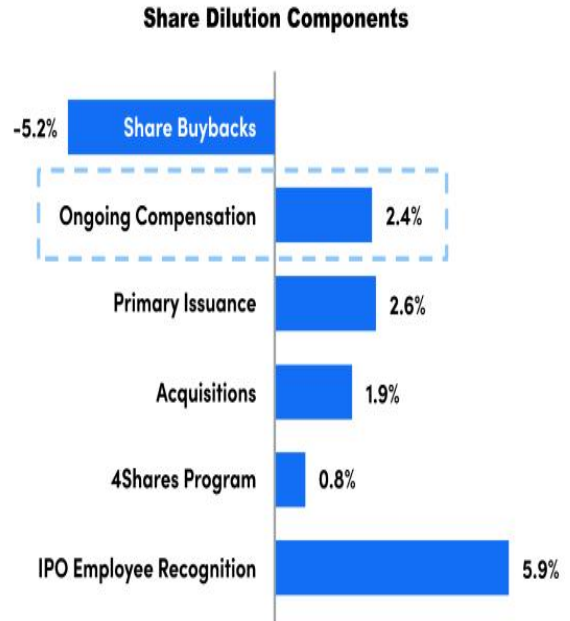 Share Dilution Components
-5.2% Share Buybacks
Ongoing Compensation 2.4%
Primary Issuance 2.6%
Acquisitions 1.9%
4Shares Program 0.8%
IPO Employee Recognition 5.9%